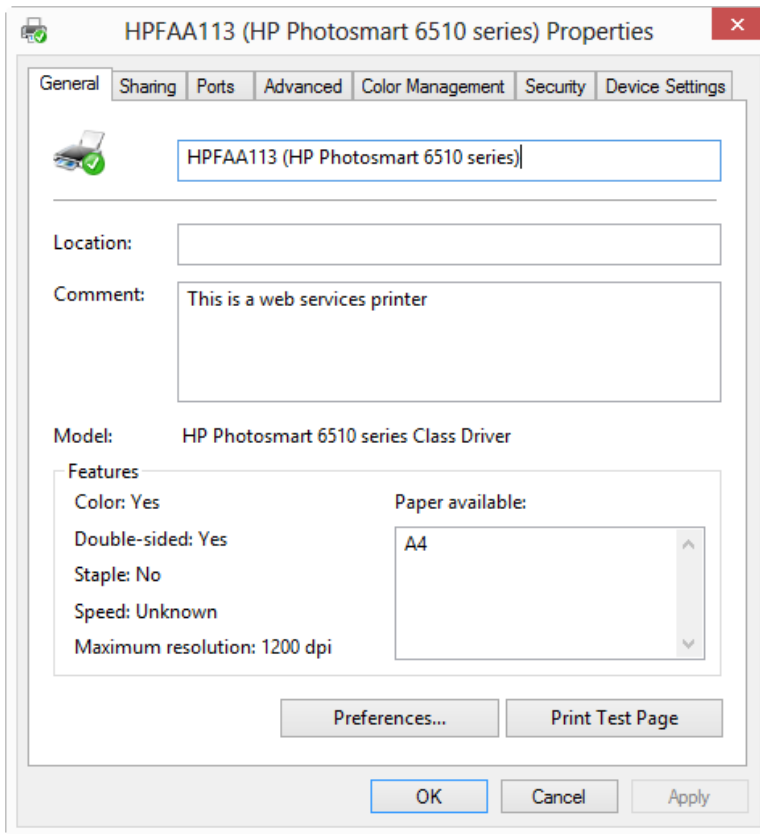 HPFAA113 (HP Photosmart 6510 series) Properties
General Sharing Ports Advanced Color Management Security Device Settings
HPFAA113 (HP Photosmart 6510 series)
Location:
Comment: This is a web services printer
Model: HP Photosmart 6510 series Class Driver
Features
Color: Yes
Double-sided: Yes
Staple: No
Speed: Unknown
Maximum resolution: 1200 dpi
Paper available:
A4
Preferences... Print Test Page
OK Cancel Apply